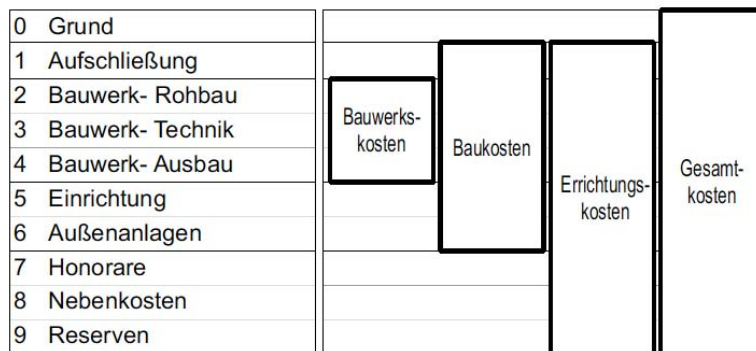 0 Grund
1 Aufschließung
2 Bauwerk- Rohbau
3 Bauwerk- Technik
4 Bauwerk- Ausbau
5 Einrichtung
6 Außenanlagen
7 Honorare
8 Nebenkosten
9 Reserven
Bauwerks-
kosten
Baukosten
Errichtungs-
kosten
Gesamt-
kosten